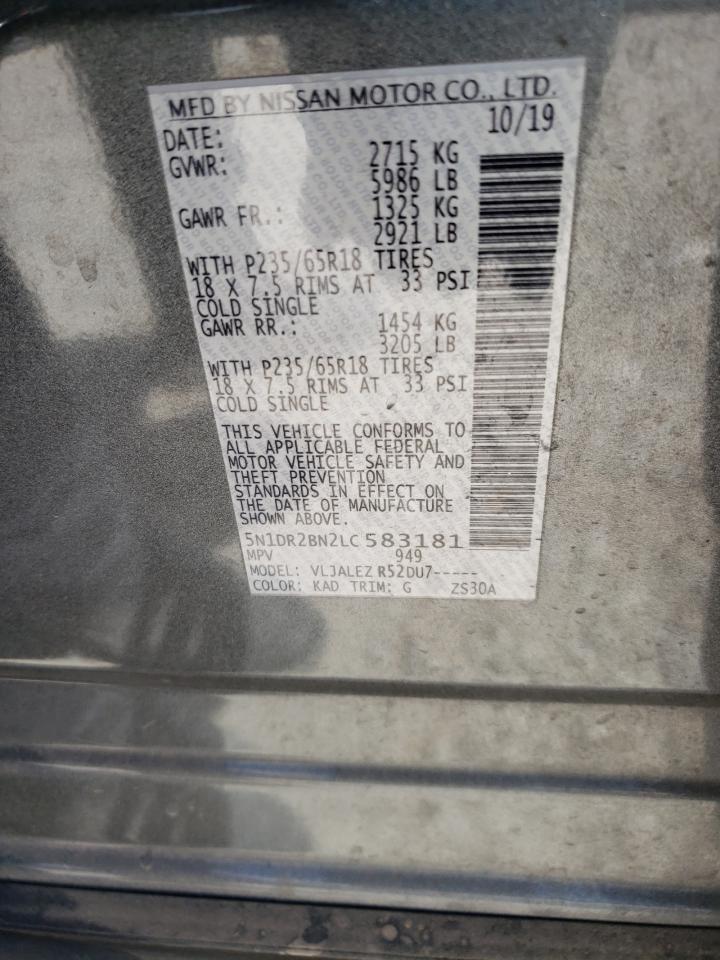 MFD BY NISSAN MOTOR CO., LTD.
DATE: 10/19
GVWR: 2715 KG
5986 LB
GAWR FR.: 1325 KG
2921 LB
WITH P235/65R18 TIRES
18 X 7.5 RIMS AT 33 PSI
COLD SINGLE
GAWR RR.: 1454 KG
3205 LB
WITH P235/65R18 TIRES
18 X 7.5 RIMS AT 33 PSI
COLD SINGLE
THIS VEHICLE CONFORMS TO
ALL APPLICABLE FEDERAL
MOTOR VEHICLE SAFETY AND
THEFT PREVENTION
STANDARDS IN EFFECT ON
THE DATE OF MANUFACTURE
SHOWN ABOVE.
5N1DR2BN2LC 583181
MPV 949
MODEL: VLJALEZ R52DU7-----
COLOR: KAD TRIM: G ZS30A